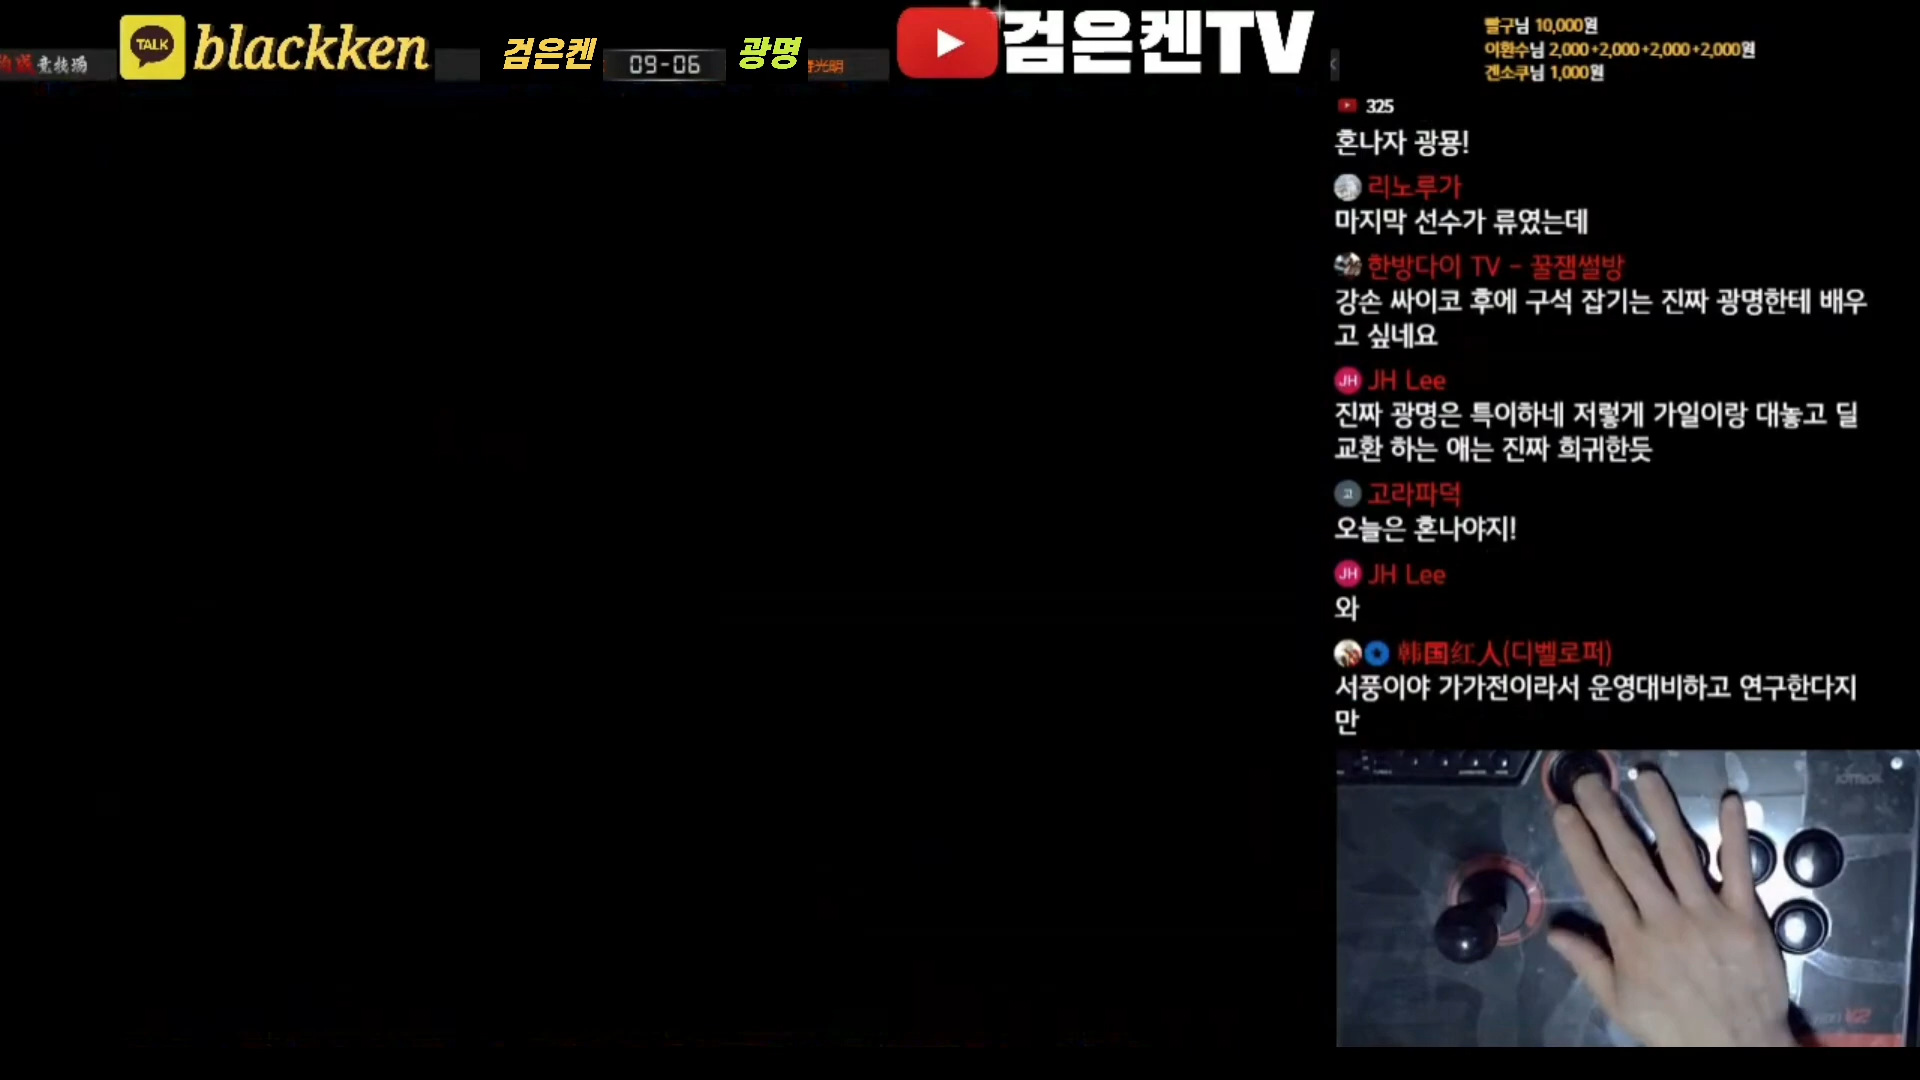 竞技场
TALK
blackken
검은켄
09-06
광명
光明
검은켄TV
빨구님 10,000원
이환수님 2,000+2,000+2,000+2,000원
겐소쿠님 1,000원
325
혼나자 광묭!
리노루가
마지막 선수가 류였는데
한방다이 TV - 꿀잼썰방
강손 싸이코 후에 구석 잡기는 진짜 광명한테 배우
고 싶네요
JH
JH Lee
진짜 광명은 특이하네 저렇게 가일이랑 대놓고 딜
교환 하는 애는 진짜 희귀한듯
고
고라파덕
오늘은 혼나야지!
JH
JH Lee
와
韩国红人(디벨로퍼)
서풍이야 가가전이라서 운영대비하고 연구한다지
만